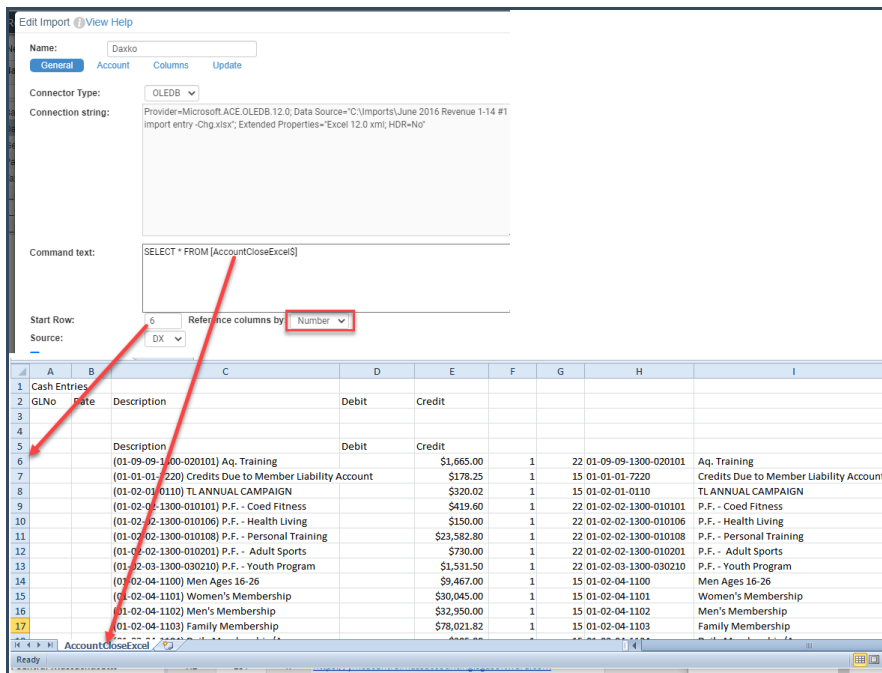 Edit Import View Help
Name: Daxko
General Account Columns Update
Connector Type: OLEDB
Connection string: Provider=Microsoft.ACE.OLEDB.12.0; Data Source="C:\Imports\June 2016 Revenue 1-14 #1
import entry -Chg.xlsx"; Extended Properties="Excel 12.0 xml; HDR=No"
Command text: SELECT * FROM [AccountCloseExcel$]
Start Row: 6 Reference columns by: Number
Source: DX
A B C D E F G H I
1 Cash Entries
2 GLNo Date Description Debit Credit
3
4
5 Description Debit Credit
6 (01-09-09-1300-020101) Aq. Training $1,665.00 1 22 01-09-09-1300-020101 Aq. Training
7 (01-01-01-7220) Credits Due to Member Liability Account $178.25 1 15 01-01-01-7220 Credits Due to Member Liability Account
8 (01-02-01-0110) TL ANNUAL CAMPAIGN $320.02 1 15 01-02-01-0110 TL ANNUAL CAMPAIGN
9 (01-02-02-1300-010101) P.F. - Coed Fitness $419.60 1 22 01-02-02-1300-010101 P.F. - Coed Fitness
10 (01-02-02-1300-010106) P.F. - Health Living $150.00 1 22 01-02-02-1300-010106 P.F. - Health Living
11 (01-02-02-1300-010108) P.F. - Personal Training $23,582.80 1 22 01-02-02-1300-010108 P.F. - Personal Training
12 (01-02-02-1300-010201) P.F. - Adult Sports $730.00 1 22 01-02-02-1300-010201 P.F. - Adult Sports
13 (01-02-03-1300-030210) P.F. - Youth Program $1,531.50 1 22 01-02-03-1300-030210 P.F. - Youth Program
14 (01-02-04-1100) Men Ages 16-26 $9,467.00 1 15 01-02-04-1100 Men Ages 16-26
15 (01-02-04-1101) Women's Membership $30,045.00 1 15 01-02-04-1101 Women's Membership
16 (01-02-04-1102) Men's Membership $32,950.00 1 15 01-02-04-1102 Men's Membership
17 (01-02-04-1103) Family Membership $78,021.82 1 15 01-02-04-1103 Family Membership
AccountCloseExcel
Ready